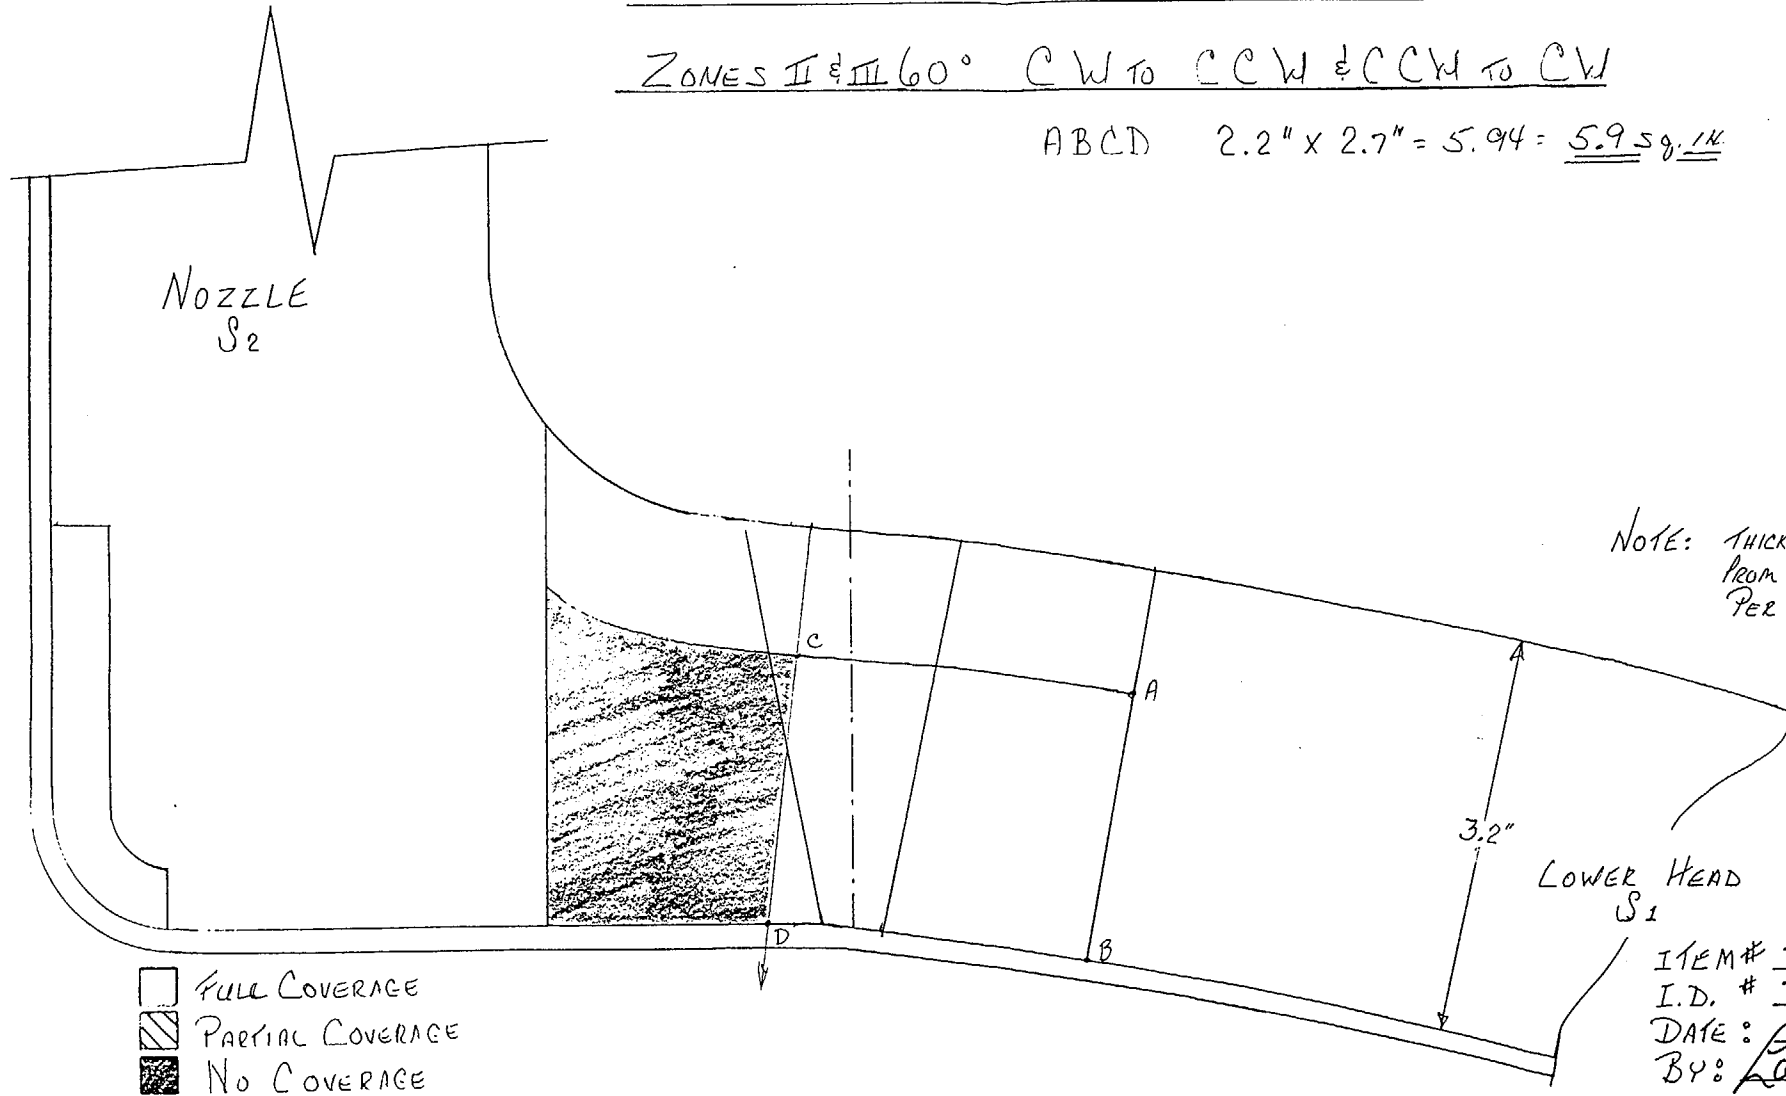 ZONES II & III 60° CW TO CCW & CCW TO CW
ABCD 2.2" X 2.7" = 5.94 = 5.9 sq. IN.
NOZZLE
S2
NOTE: THICK
FROM
PER
C
A
3.2"
LOWER HEAD
S1
D
B
FULL COVERAGE
PARTIAL COVERAGE
NO COVERAGE
ITEM#
I.D. #
DATE:
BY: